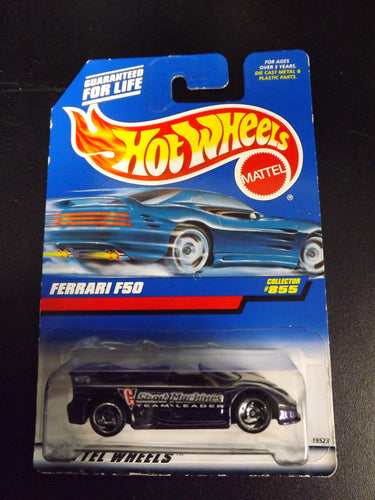 GUARANTEED
FOR LIFE
FOR AGES
OVER 3 YEARS.
DIE CAST METAL &
PLASTIC PARTS.
HOT WHEELS
MATTEL
®
FERRARI F50
COLLECTOR
#855
Shout Machines
TEAM LEADER
19523
TEL WHEELS